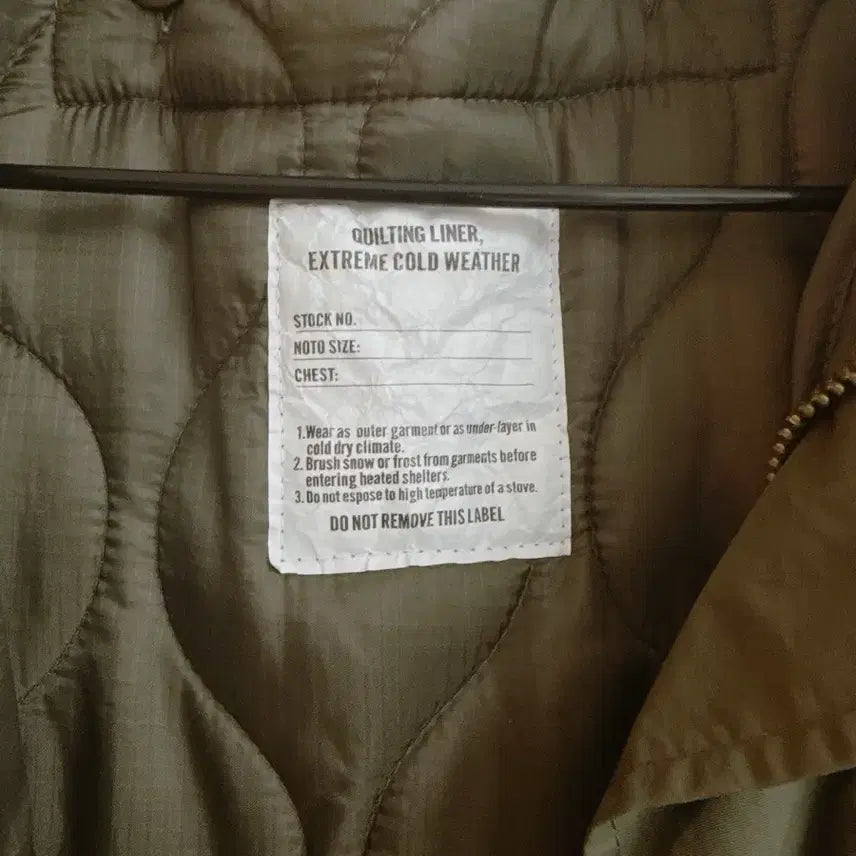 QUILTING LINER,
EXTREME COLD WEATHER
STOCK NO.
NOTO SIZE:
CHEST:
1.Wear as outer garment or as under-layer in
cold dry climate.
2. Brush snow or frost from garments before
entering heated shelters.
3. Do not espose to high temperature of a stove.
DO NOT REMOVE THIS LABEL